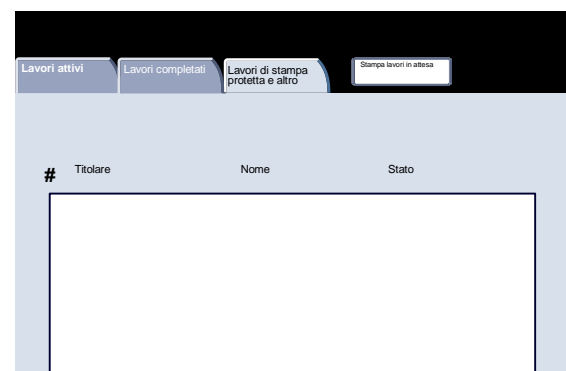 Lavori attivi
Lavori completati
Lavori di stampa
protetta e altro
Stampa lavori in attesa
# Titolare Nome Stato